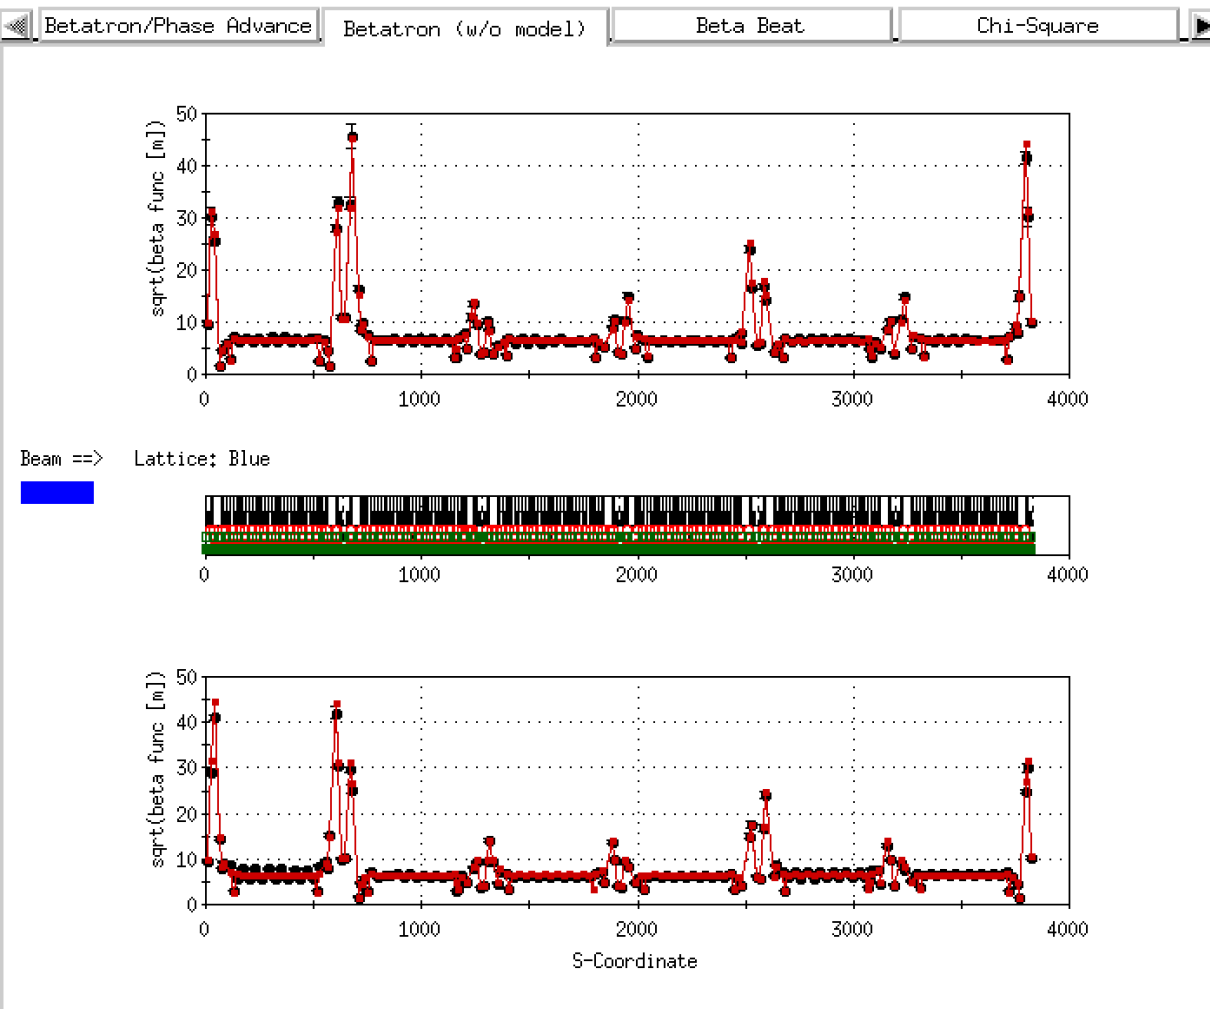 Betatron/Phase Advance Betatron (w/o model) Beta Beat Chi-Square
sqrt(beta func [m])
50
40
30
20
10
0
0 1000 2000 3000 4000
Beam ==> Lattice: Blue
0 1000 2000 3000 4000
sqrt(beta func [m])
50
40
30
20
10
0
0 1000 2000 3000 4000
S-Coordinate